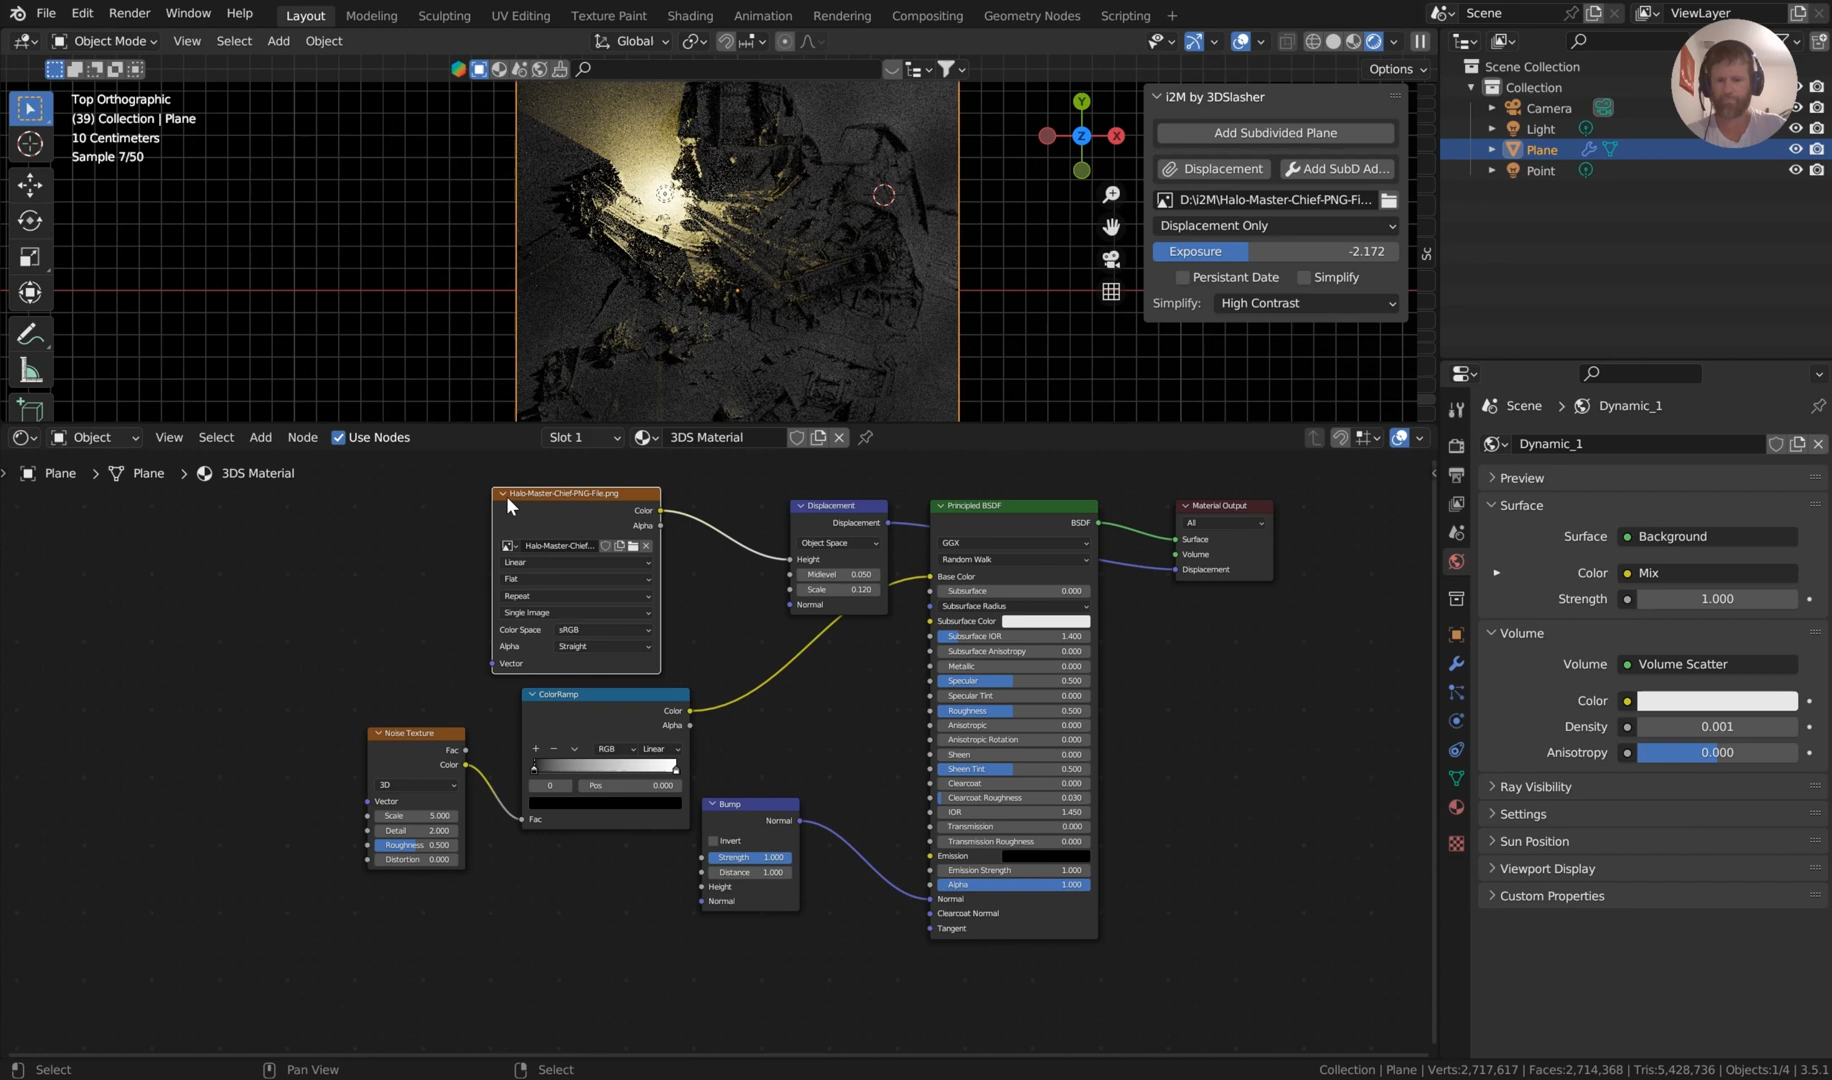 File Edit Render Window Help Layout Modeling Sculpting UV Editing Texture Paint Shading Animation Rendering Compositing Geometry Nodes Scripting + Scene ViewLayer
Object Mode View Select Add Object Global
Options
Top Orthographic
(39) Collection | Plane
10 Centimeters
Sample 7/50
Y
Z
X
i2M by 3DSlasher
Add Subdivided Plane
Displacement Add SubD Ad...
D:\i2M\Halo-Master-Chief-PNG-Fi...
Displacement Only
Exposure -2.172
Persistant Date Simplify
Simplify: High Contrast
Sc
Scene Collection
Collection
Camera
Light
Plane
Point
Object View Select Add Node Use Nodes Slot 1 3DS Material
Plane > Plane > 3DS Material
Halo-Master-Chief-PNG-File.png
Color
Alpha
Halo-Master-Chief...
Linear
Flat
Repeat
Single Image
Color Space sRGB
Alpha Straight
Vector
Displacement
Displacement
Object Space
Height
Midlevel 0.050
Scale 0.120
Normal
Principled BSDF
BSDF
GGX
Random Walk
Base Color
Subsurface 0.000
Subsurface Radius
Subsurface Color
Subsurface IOR 1.400
Subsurface Anisotropy 0.000
Metallic 0.000
Specular 0.500
Specular Tint 0.000
Roughness 0.500
Anisotropic 0.000
Anisotropic Rotation 0.000
Sheen 0.000
Sheen Tint 0.500
Clearcoat 0.000
Clearcoat Roughness 0.030
IOR 1.450
Transmission 0.000
Transmission Roughness 0.000
Emission
Emission Strength 1.000
Alpha 1.000
Normal
Clearcoat Normal
Tangent
Material Output
All
Surface
Volume
Displacement
ColorRamp
Color
Alpha
+ − RGB Linear
0 Pos 0.000
Fac
Noise Texture
Fac
Color
3D
Vector
Scale 5.000
Detail 2.000
Roughness 0.500
Distortion 0.000
Bump
Normal
Invert
Strength 1.000
Distance 1.000
Height
Normal
Scene > Dynamic_1
Dynamic_1
Preview
Surface
Surface Background
Color Mix
Strength 1.000
Volume
Volume Volume Scatter
Color
Density 0.001
Anisotropy 0.000
Ray Visibility
Settings
Sun Position
Viewport Display
Custom Properties
Select Pan View Select Collection | Plane | Verts:2,717,617 | Faces:2,714,368 | Tris:5,428,736 | Objects:1/4 | 3.5.1